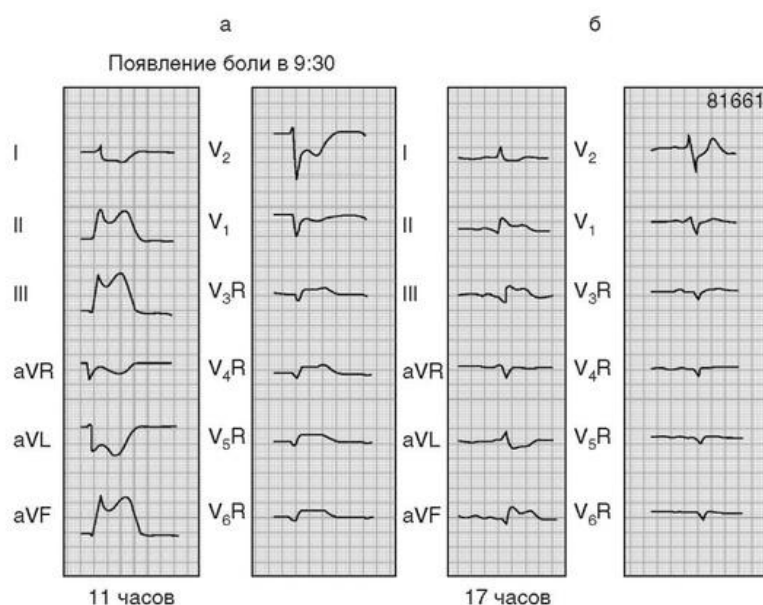 а
б
Появление боли в 9:30
81661
I
V2
I
V2
II
V1
II
V1
III
V3R
III
V3R
aVR
V4R
aVR
V4R
aVL
V5R
aVL
V5R
aVF
V6R
aVF
V6R
11 часов
17 часов